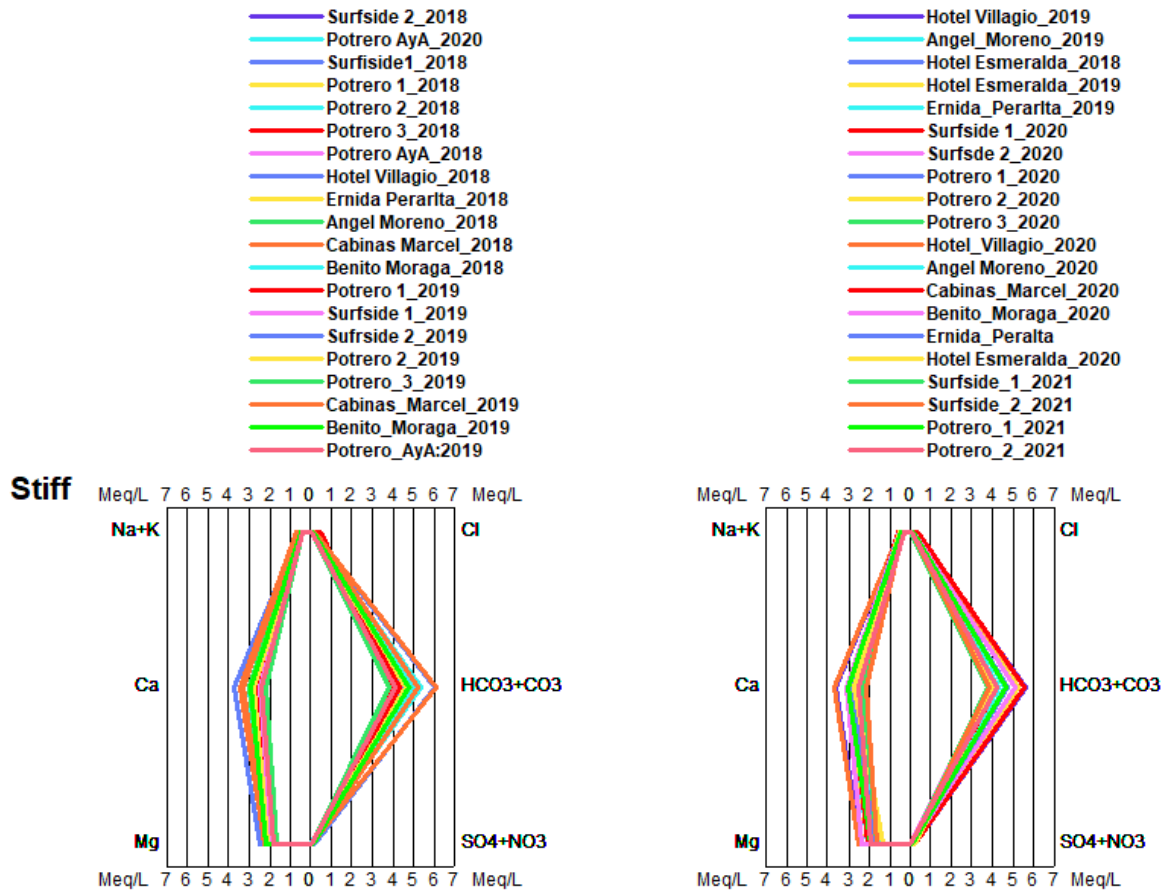 Surfside 2_2018
Potrero AyA_2020
Surfiside1_2018
Potrero 1_2018
Potrero 2_2018
Potrero 3_2018
Potrero AyA_2018
Hotel Villagio_2018
Ernida Perarlta_2018
Angel Moreno_2018
Cabinas Marcel_2018
Benito Moraga_2018
Potrero 1_2019
Surfside 1_2019
Sufrside 2_2019
Potrero 2_2019
Potrero_3_2019
Cabinas_Marcel_2019
Benito_Moraga_2019
Potrero_AyA:2019
Hotel Villagio_2019
Angel_Moreno_2019
Hotel Esmeralda_2018
Hotel Esmeralda_2019
Ernida_Perarlta_2019
Surfside 1_2020
Surfsde 2_2020
Potrero 1_2020
Potrero 2_2020
Potrero 3_2020
Hotel_Villagio_2020
Angel Moreno_2020
Cabinas_Marcel_2020
Benito_Moraga_2020
Ernida_Peralta
Hotel Esmeralda_2020
Surfside_1_2021
Surfside_2_2021
Potrero_1_2021
Potrero_2_2021
Stiff
Meq/L 7 6 5 4 3 2 1 0 1 2 3 4 5 6 7 Meq/L
Na+K Cl
Ca HCO3+CO3
Mg SO4+NO3
Meq/L 7 6 5 4 3 2 1 0 1 2 3 4 5 6 7 Meq/L
Meq/L 7 6 5 4 3 2 1 0 1 2 3 4 5 6 7 Meq/L
Na+K Cl
Ca HCO3+CO3
Mg SO4+NO3
Meq/L 7 6 5 4 3 2 1 0 1 2 3 4 5 6 7 Meq/L